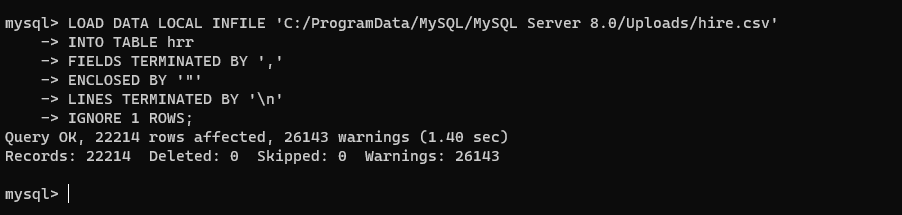 mysql> LOAD DATA LOCAL INFILE 'C:/ProgramData/MySQL/MySQL Server 8.0/Uploads/hire.csv'
    -> INTO TABLE hrr
    -> FIELDS TERMINATED BY ','
    -> ENCLOSED BY '"'
    -> LINES TERMINATED BY '\n'
    -> IGNORE 1 ROWS;
Query OK, 22214 rows affected, 26143 warnings (1.40 sec)
Records: 22214  Deleted: 0  Skipped: 0  Warnings: 26143
mysql>